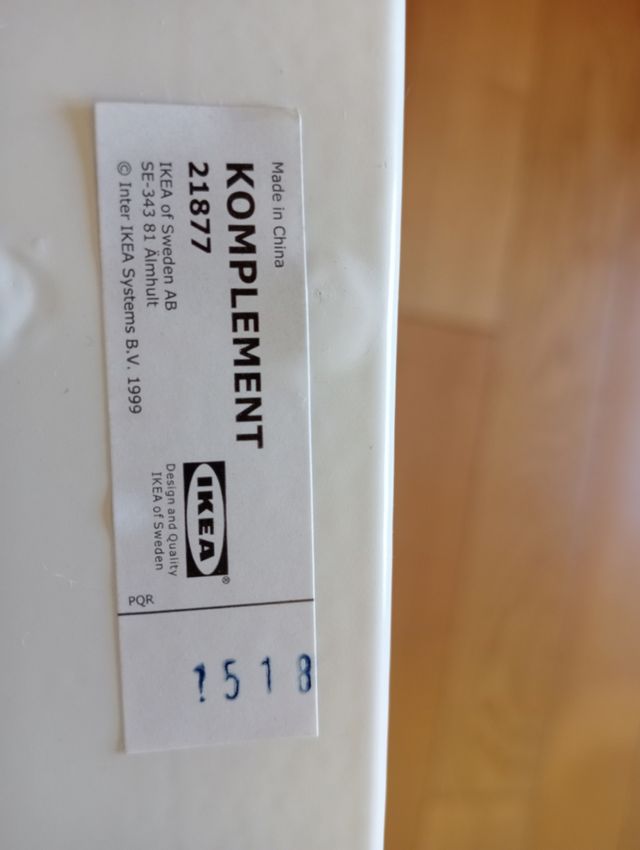 Made in China
KOMPLEMENT
21877
IKEA of Sweden AB
SE-343 81 Älmhult
© Inter IKEA Systems B.V. 1999
IKEA®
Design and Quality
IKEA of Sweden
PQR
1518